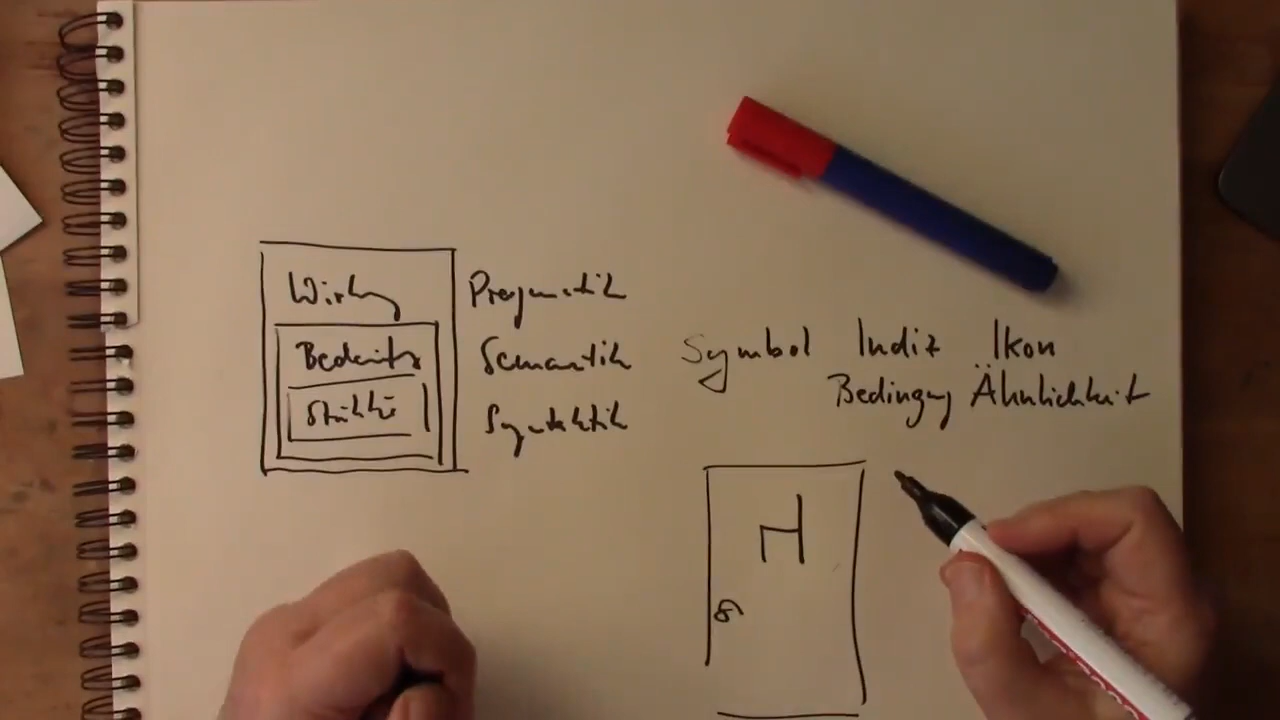 Wirkung Pragmatik
Bedeutung Semantik Symbol Indiz Ikon
Bedingung Ähnlichkeit
Struktur Syntaktik